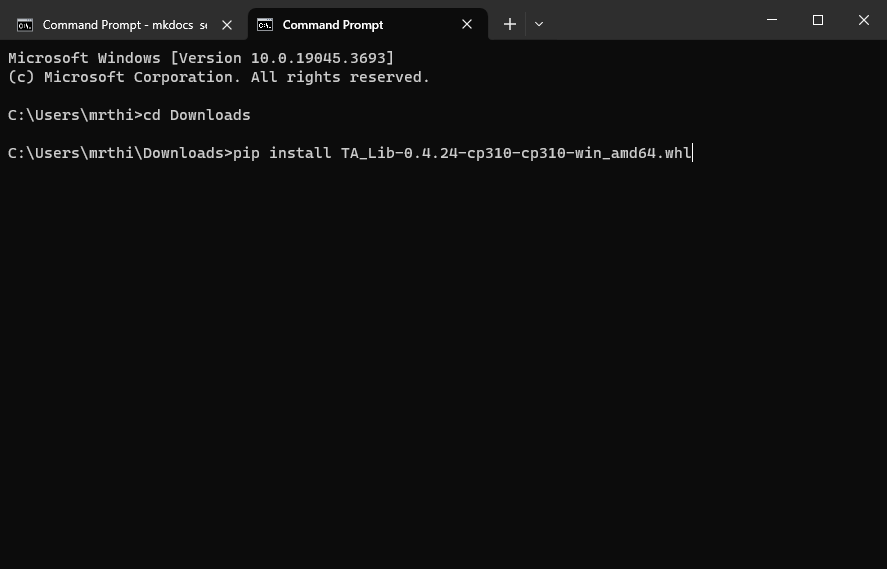 Command Prompt - mkdocs se
Command Prompt
Microsoft Windows [Version 10.0.19045.3693]
(c) Microsoft Corporation. All rights reserved.
C:\Users\mrthi>cd Downloads
C:\Users\mrthi\Downloads>pip install TA_Lib-0.4.24-cp310-cp310-win_amd64.whl